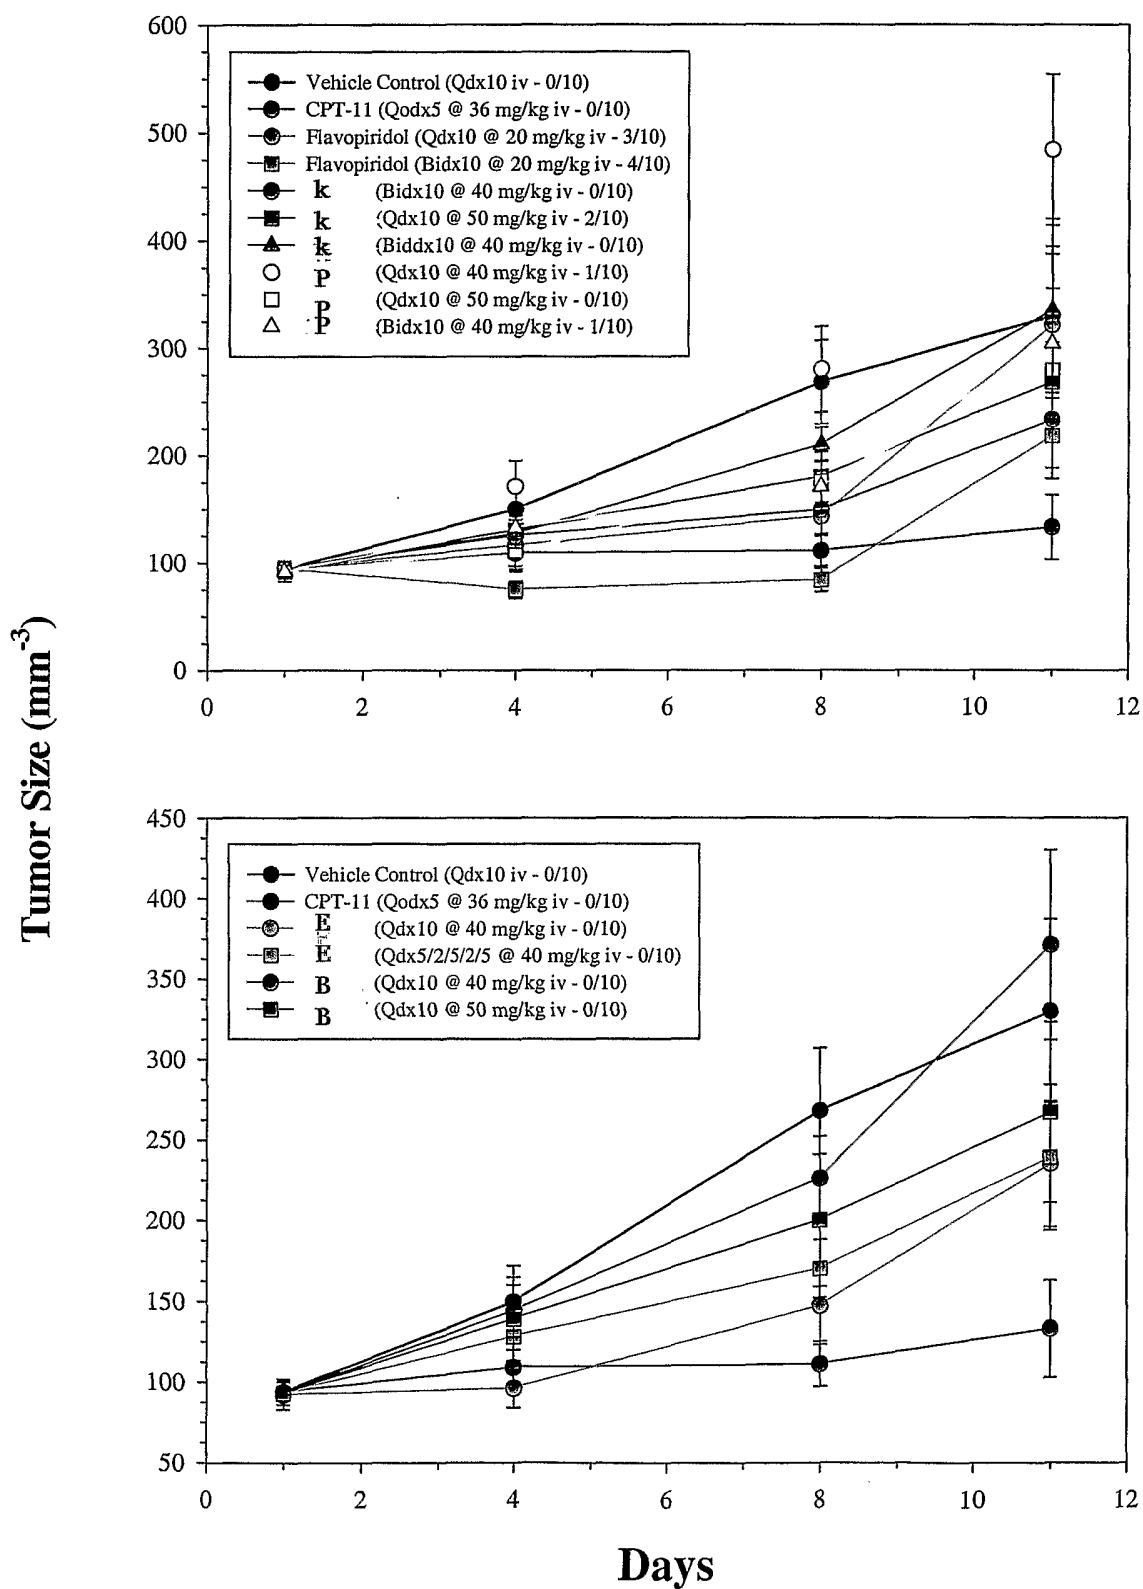 Tumor Size (mm-3)
600
500
400
300
200
100
0
Vehicle Control (Qdx10 iv - 0/10)
CPT-11 (Qodx5 @ 36 mg/kg iv - 0/10)
Flavopiridol (Qdx10 @ 20 mg/kg iv - 3/10)
Flavopiridol (Bidx10 @ 20 mg/kg iv - 4/10)
k (Bidx10 @ 40 mg/kg iv - 0/10)
k (Qdx10 @ 50 mg/kg iv - 2/10)
k (Biddx10 @ 40 mg/kg iv - 0/10)
P (Qdx10 @ 40 mg/kg iv - 1/10)
P (Qdx10 @ 50 mg/kg iv - 0/10)
P (Bidx10 @ 40 mg/kg iv - 1/10)
0 2 4 6 8 10 12
450
400
350
300
250
200
150
100
50
Vehicle Control (Qdx10 iv - 0/10)
CPT-11 (Qodx5 @ 36 mg/kg iv - 0/10)
E (Qdx10 @ 40 mg/kg iv - 0/10)
E (Qdx5/2/5/2/5 @ 40 mg/kg iv - 0/10)
B (Qdx10 @ 40 mg/kg iv - 0/10)
B (Qdx10 @ 50 mg/kg iv - 0/10)
0 2 4 6 8 10 12
Days